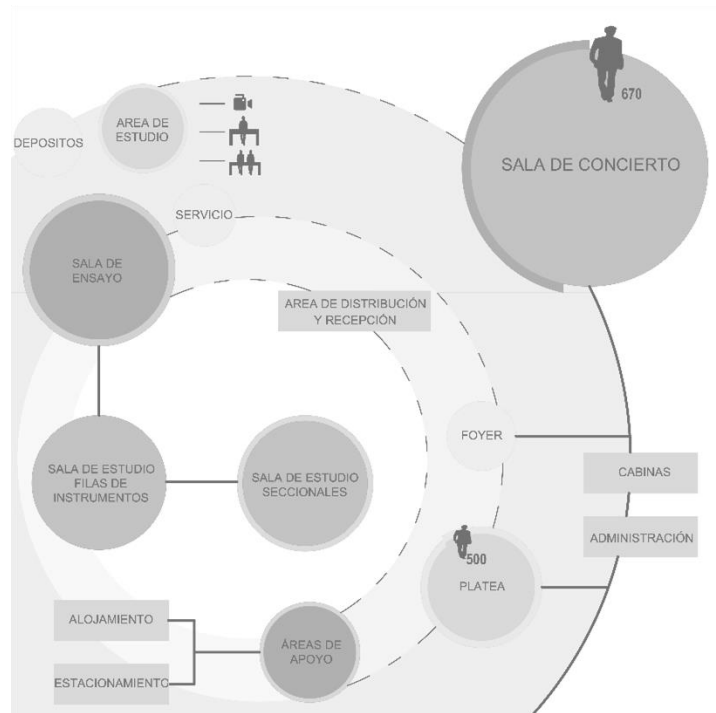 670
SALA DE CONCIERTO
AREA DE
ESTUDIO
DEPOSITOS
SERVICIO
SALA DE
ENSAYO
AREA DE DISTRIBUCIÓN
Y RECEPCIÓN
FOYER
CABINAS
SALA DE ESTUDIO
FILAS DE
INSTRUMENTOS
SALA DE ESTUDIO
SECCIONALES
ADMINISTRACIÓN
500
PLATEA
ALOJAMIENTO
ÁREAS DE
APOYO
ESTACIONAMIENTO